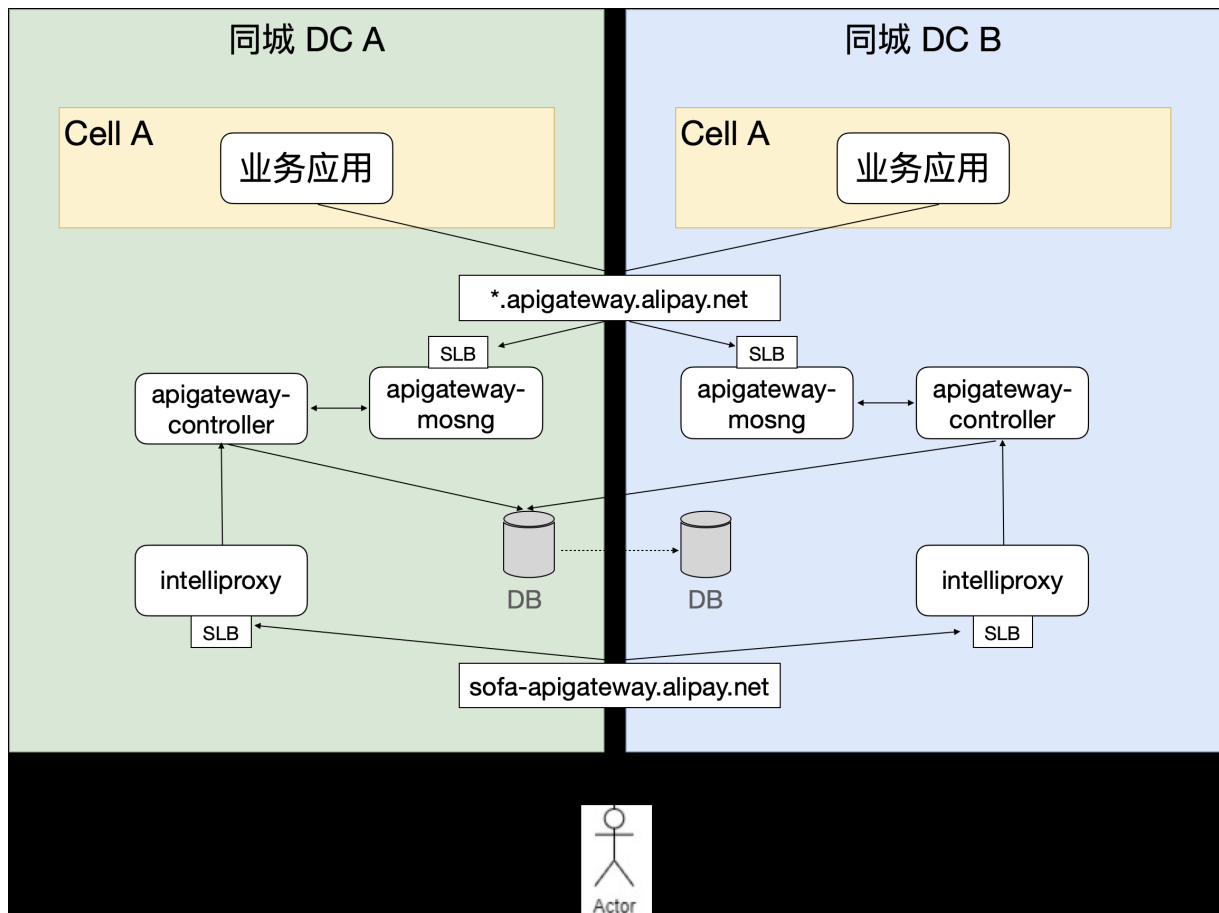 同城 DC A
同城 DC B
Cell A
业务应用
Cell A
业务应用
*.apigateway.alipay.net
SLB
SLB
apigateway-
controller
apigateway-
mosng
apigateway-
mosng
apigateway-
controller
intelliproxy
DB
DB
intelliproxy
SLB
SLB
sofa-apigateway.alipay.net
Actor